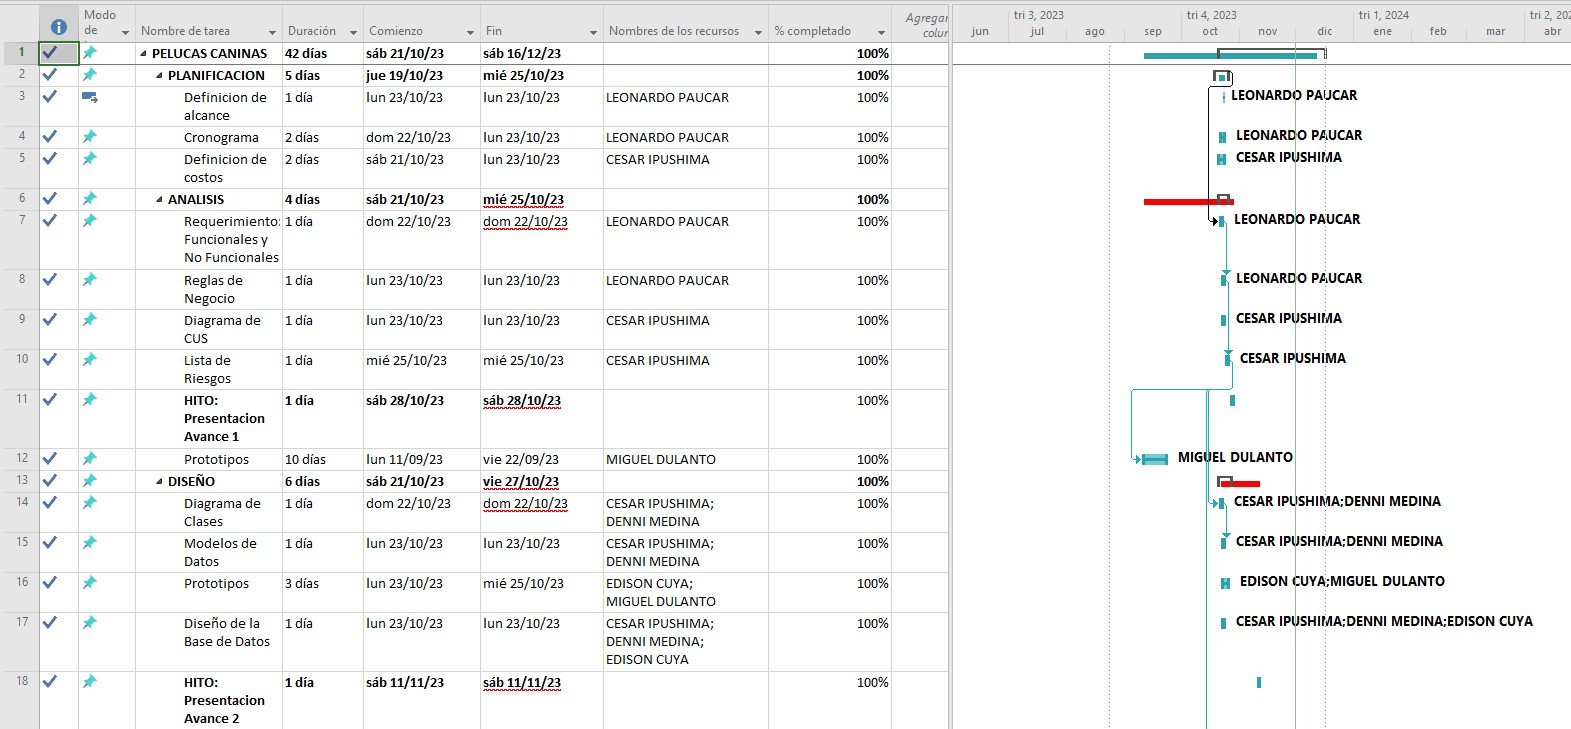 Modo de
Nombre de tarea
Duración
Comienzo
Fin
Nombres de los recursos
% completado
Agregar
colur
tri 3, 2023
tri 4, 2023
tri 1, 2024
tri 2, 202
jun
jul
ago
sep
oct
nov
dic
ene
feb
mar
abr
1 PELUCAS CANINAS 42 días sáb 21/10/23 sáb 16/12/23 100%
2 PLANIFICACION 5 días jue 19/10/23 mié 25/10/23 100%
3 Definicion de 1 día lun 23/10/23 lun 23/10/23 LEONARDO PAUCAR 100% LEONARDO PAUCAR
alcance
4 Cronograma 2 días dom 22/10/23 lun 23/10/23 LEONARDO PAUCAR 100% LEONARDO PAUCAR
5 Definicion de 2 días sáb 21/10/23 lun 23/10/23 CESAR IPUSHIMA 100% CESAR IPUSHIMA
costos
6 ANALISIS 4 días sáb 21/10/23 mié 25/10/23 100%
7 Requerimiento: 1 día dom 22/10/23 dom 22/10/23 LEONARDO PAUCAR 100% LEONARDO PAUCAR
Funcionales y
No Funcionales
8 Reglas de 1 día lun 23/10/23 lun 23/10/23 LEONARDO PAUCAR 100% LEONARDO PAUCAR
Negocio
9 Diagrama de 1 día lun 23/10/23 lun 23/10/23 CESAR IPUSHIMA 100% CESAR IPUSHIMA
CUS
10 Lista de 1 día mié 25/10/23 mié 25/10/23 CESAR IPUSHIMA 100% CESAR IPUSHIMA
Riesgos
11 HITO: 1 día sáb 28/10/23 sáb 28/10/23 100%
Presentacion
Avance 1
12 Prototipos 10 días lun 11/09/23 vie 22/09/23 MIGUEL DULANTO 100% MIGUEL DULANTO
13 DISEÑO 6 días sáb 21/10/23 vie 27/10/23 100%
14 Diagrama de 1 día dom 22/10/23 dom 22/10/23 CESAR IPUSHIMA; 100% CESAR IPUSHIMA;DENNI MEDINA
Clases DENNI MEDINA
15 Modelos de 1 día lun 23/10/23 lun 23/10/23 CESAR IPUSHIMA; 100% CESAR IPUSHIMA;DENNI MEDINA
Datos DENNI MEDINA
16 Prototipos 3 días lun 23/10/23 mié 25/10/23 EDISON CUYA; 100% EDISON CUYA;MIGUEL DULANTO
MIGUEL DULANTO
17 Diseño de la 1 día lun 23/10/23 lun 23/10/23 CESAR IPUSHIMA; 100% CESAR IPUSHIMA;DENNI MEDINA;EDISON CUYA
Base de Datos DENNI MEDINA;
EDISON CUYA
18 HITO: 1 día sáb 11/11/23 sáb 11/11/23 100%
Presentacion
Avance 2